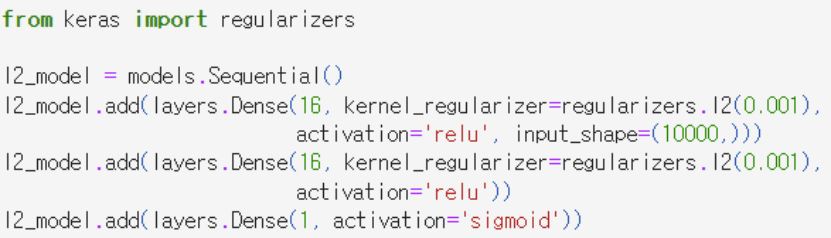 from keras import regularizers
l2_model = models.Sequential()
l2_model.add(layers.Dense(16, kernel_regularizer=regularizers.l2(0.001),
activation='relu', input_shape=(10000,)))
l2_model.add(layers.Dense(16, kernel_regularizer=regularizers.l2(0.001),
activation='relu'))
l2_model.add(layers.Dense(1, activation='sigmoid'))